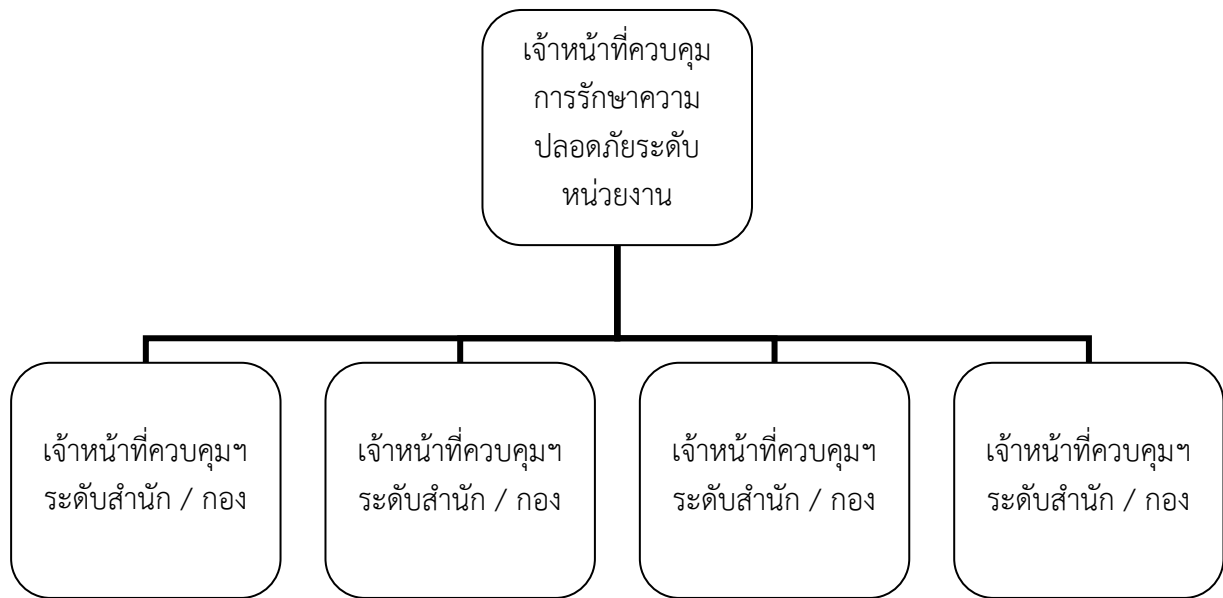 เจ้าหน้าที่ควบคุม
การรักษาความ
ปลอดภัยระดับ
หน่วยงาน
เจ้าหน้าที่ควบคุมฯ
ระดับสำนัก / กอง
เจ้าหน้าที่ควบคุมฯ
ระดับสำนัก / กอง
เจ้าหน้าที่ควบคุมฯ
ระดับสำนัก / กอง
เจ้าหน้าที่ควบคุมฯ
ระดับสำนัก / กอง